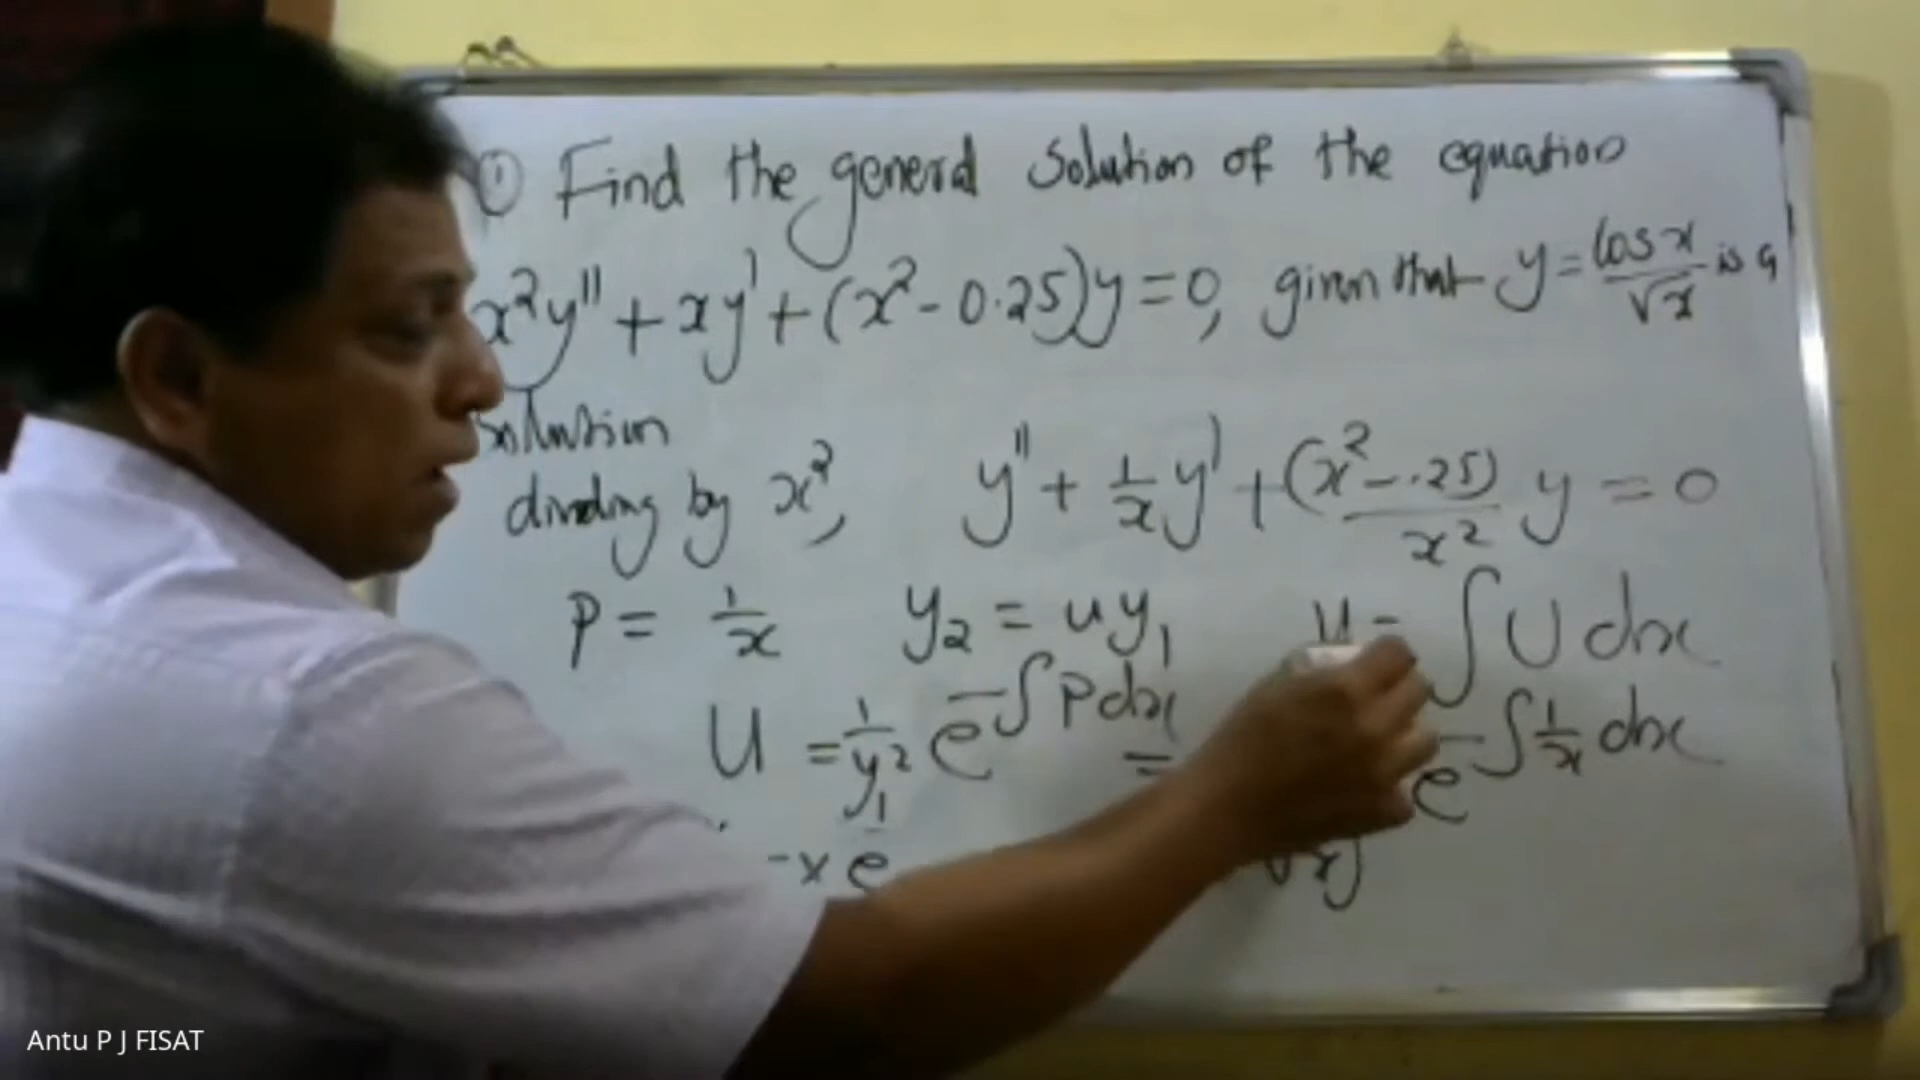 ① Find the general solution of the equation
x²y'' + xy' + (x² - 0.25)y = 0, given that y = cos x / √x is a
solution
dividing by x², y'' + 1/x y' + (x² - .25)/x² y = 0
p = 1/x y₂ = u y₁ u = ∫ U dx
U = 1/y₁² e^-∫p dx = e^-∫1/x dx
Antu P J FISAT